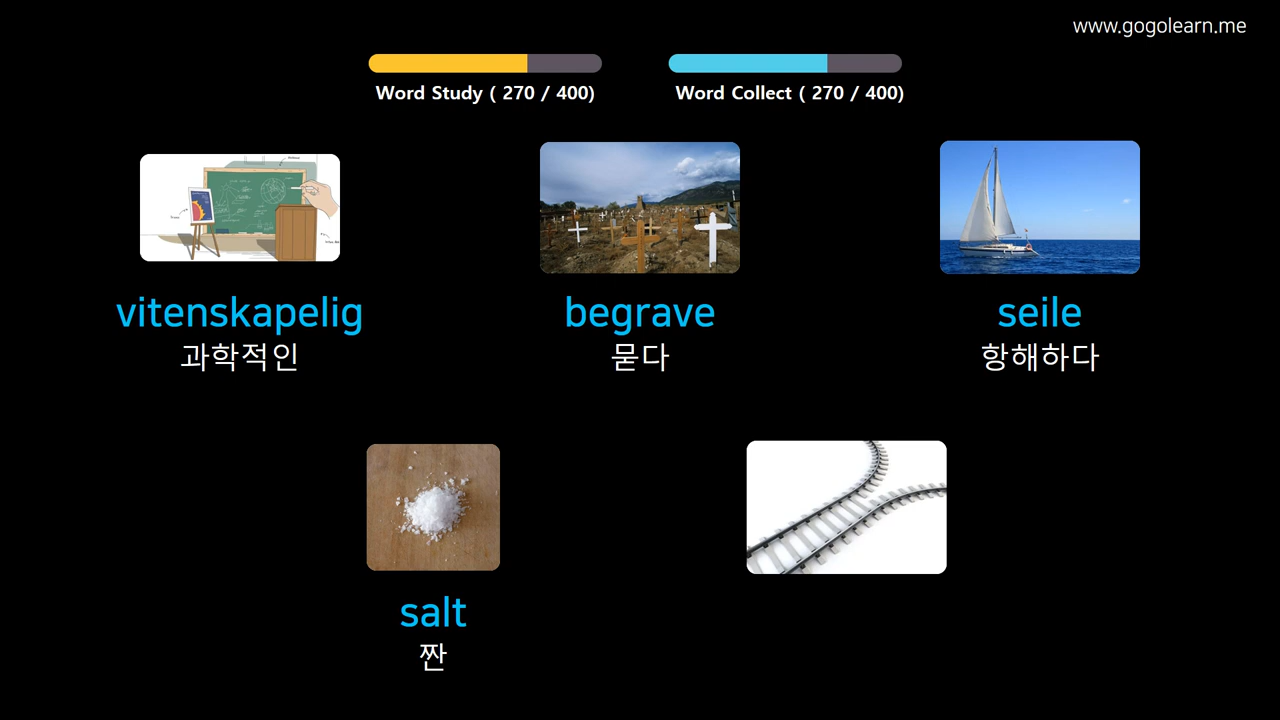 www.gogolearn.me
Word Study ( 270 / 400)
Word Collect ( 270 / 400)
vitenskapelig
과학적인
begrave
묻다
seile
항해하다
salt
짠